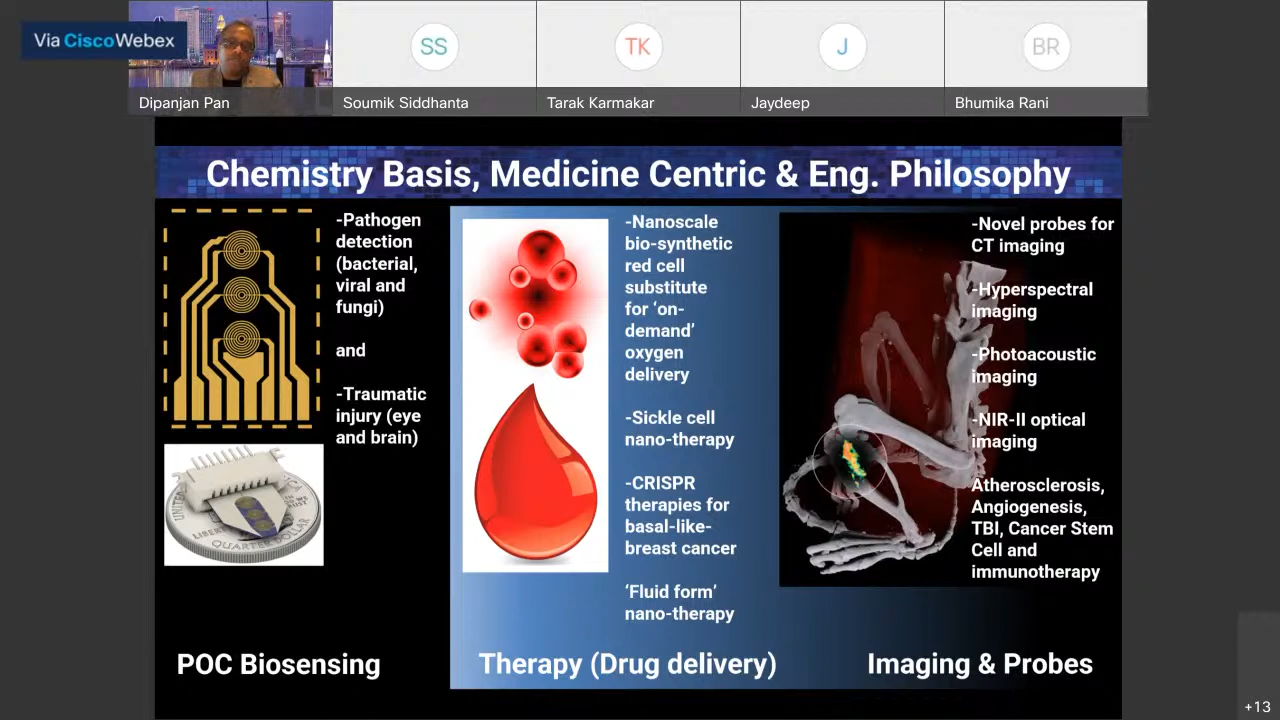 Via Cisco Webex
SS
TK
J
BR
Dipanjan Pan
Soumik Siddhanta
Tarak Karmakar
Jaydeep
Bhumika Rani
Chemistry Basis, Medicine Centric & Eng. Philosophy
-Pathogen
detection
(bacterial,
viral and
fungi)
and
-Traumatic
injury (eye
and brain)
QUARTER DOLLAR
POC Biosensing
-Nanoscale
bio-synthetic
red cell
substitute
for ‘on-
demand’
oxygen
delivery
-Sickle cell
nano-therapy
-CRISPR
therapies for
basal-like-
breast cancer
‘Fluid form’
nano-therapy
Therapy (Drug delivery)
-Novel probes for
CT imaging
-Hyperspectral
imaging
-Photoacoustic
imaging
-NIR-II optical
imaging
Atherosclerosis,
Angiogenesis,
TBI, Cancer Stem
Cell and
immunotherapy
Imaging & Probes
+13